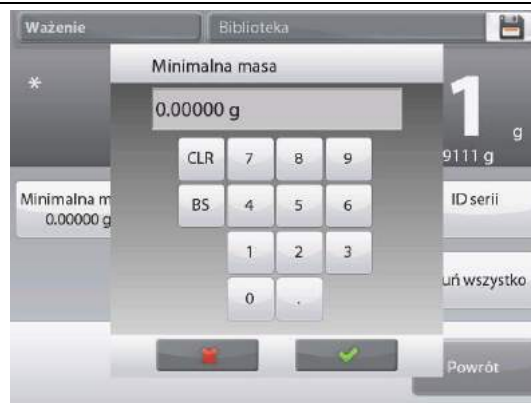 Ważenie
Biblioteka
*
Minimalna masa
0.00000 g
1
g
9111 g
CLR 7 8 9
BS 4 5 6
1 2 3
0 .
Minimalna m
0.00000 g
ID serii
uń wszystko
Powrót